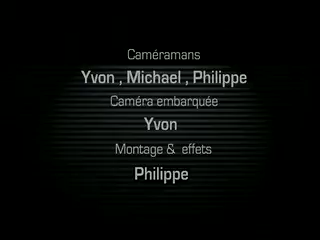 Caméramans
Yvon , Michael , Philippe
Caméra embarquée
Yvon
Montage & effets
Philippe